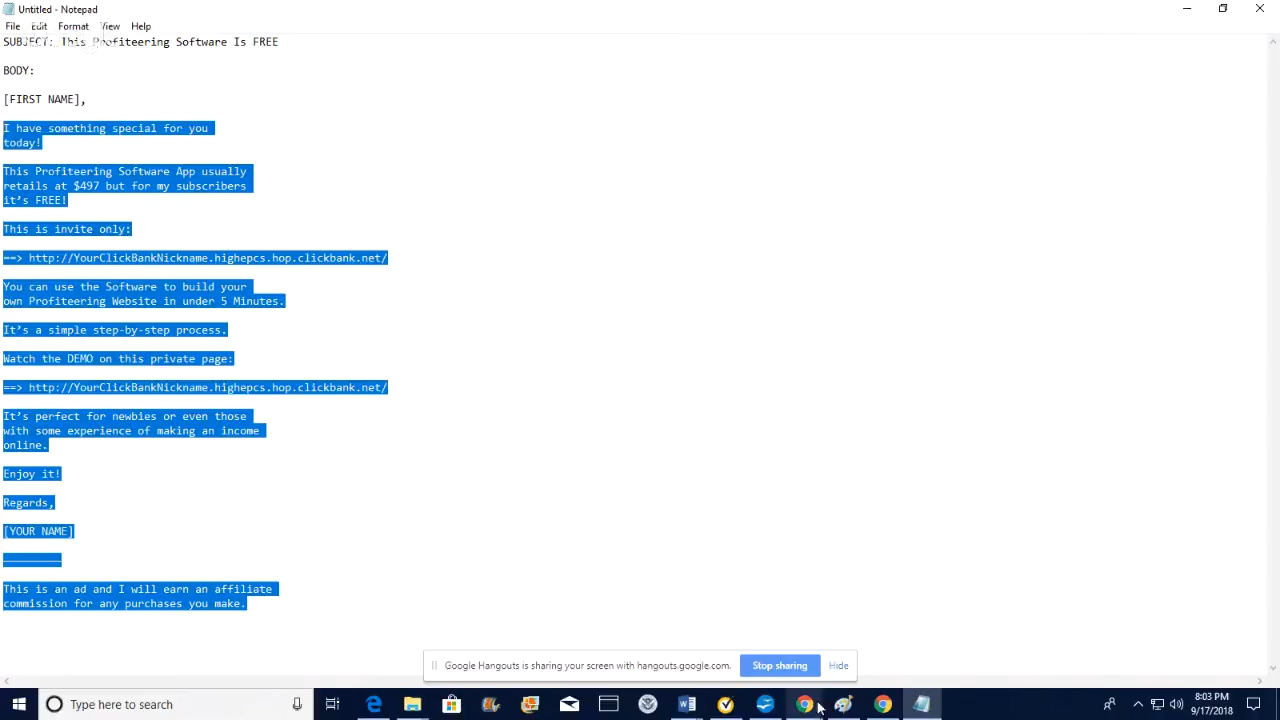 Untitled - Notepad
File Edit Format View Help
SUBJECT: This Profiteering Software Is FREE
BODY:
[FIRST NAME],
I have something special for you
today!
This Profiteering Software App usually
retails at $497 but for my subscribers
it’s FREE!
This is invite only:
==> http://YourClickBankNickname.highepcs.hop.clickbank.net/
You can use the Software to build your
own Profiteering Website in under 5 Minutes.
It’s a simple step-by-step process.
Watch the DEMO on this private page:
==> http://YourClickBankNickname.highepcs.hop.clickbank.net/
It’s perfect for newbies or even those
with some experience of making an income
online.
Enjoy it!
Regards,
[YOUR NAME]
This is an ad and I will earn an affiliate
commission for any purchases you make.
Google Hangouts is sharing your screen with hangouts.google.com. Stop sharing Hide
Type here to search
8:03 PM
9/17/2018